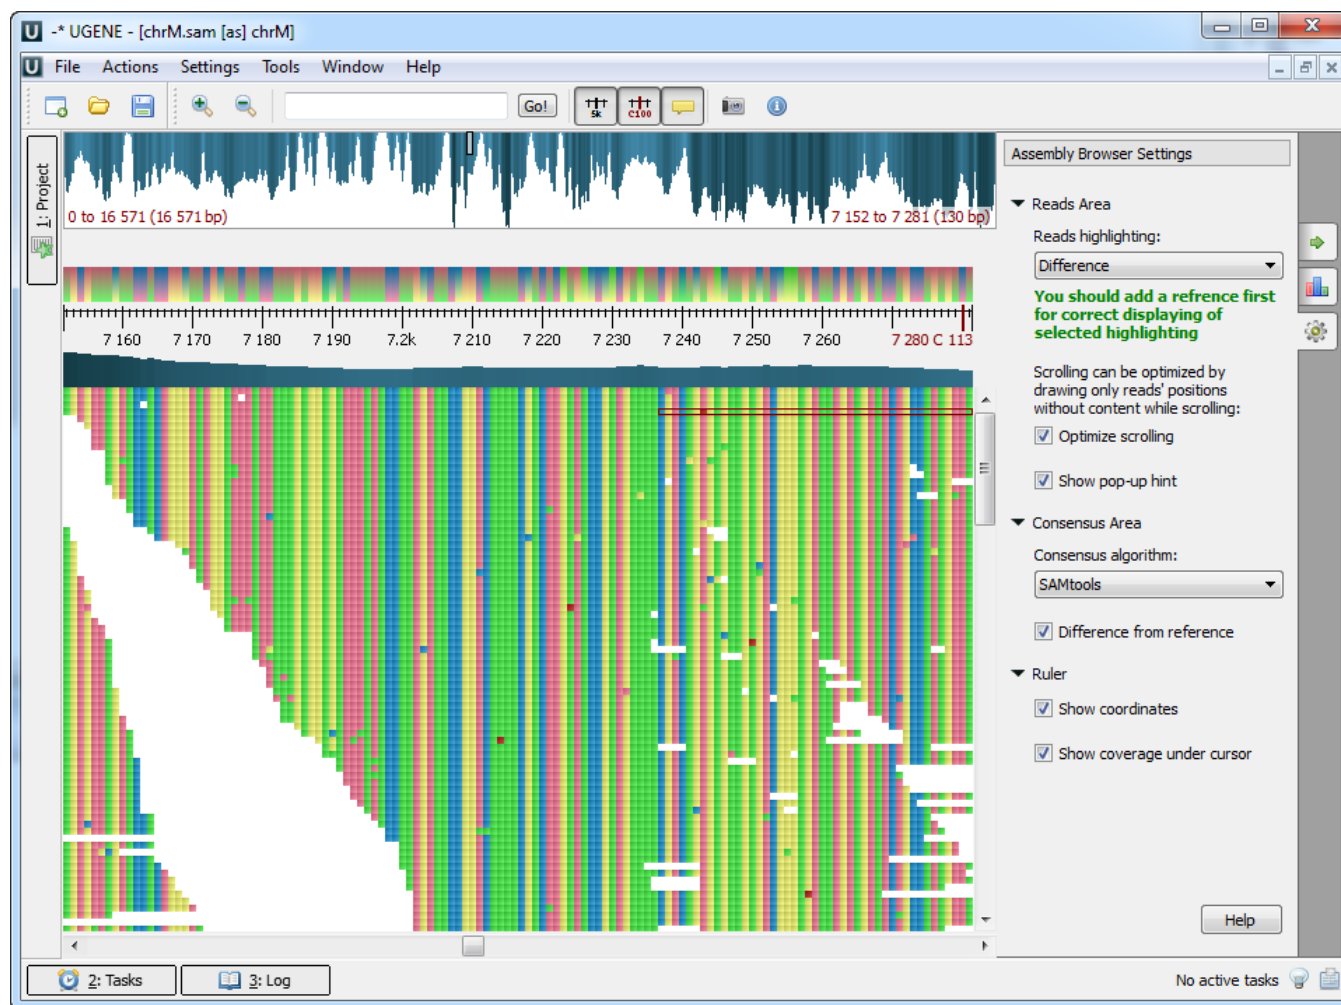 -* UGENE - [chrM.sam [as] chrM]
File Actions Settings Tools Window Help
Go!
5k
C100
1: Project
0 to 16 571 (16 571 bp)
7 152 to 7 281 (130 bp)
7 160 7 170 7 180 7 190 7.2k 7 210 7 220 7 230 7 240 7 250 7 260 7 280 C 113
Assembly Browser Settings
Reads Area
Reads highlighting:
Difference
You should add a refrence first
for correct displaying of
selected highlighting
Scrolling can be optimized by
drawing only reads' positions
without content while scrolling:
Optimize scrolling
Show pop-up hint
Consensus Area
Consensus algorithm:
SAMtools
Difference from reference
Ruler
Show coordinates
Show coverage under cursor
Help
2: Tasks
3: Log
No active tasks